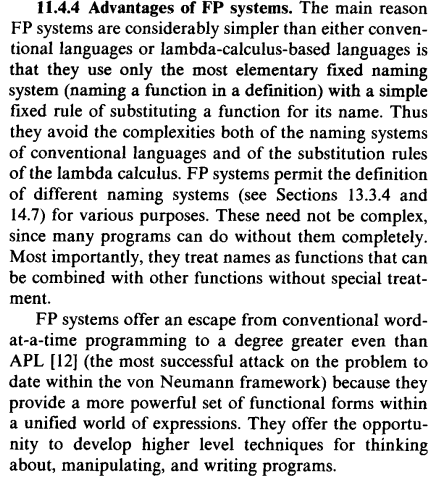 11.4.4 Advantages of FP systems. The main reason
FP systems are considerably simpler than either conven-
tional languages or lambda-calculus-based languages is
that they use only the most elementary fixed naming
system (naming a function in a definition) with a simple
fixed rule of substituting a function for its name. Thus
they avoid the complexities both of the naming systems
of conventional languages and of the substitution rules
of the lambda calculus. FP systems permit the definition
of different naming systems (see Sections 13.3.4 and
14.7) for various purposes. These need not be complex,
since many programs can do without them completely.
Most importantly, they treat names as functions that can
be combined with other functions without special treat-
ment.
FP systems offer an escape from conventional word-
at-a-time programming to a degree greater even than
APL [12] (the most successful attack on the problem to
date within the von Neumann framework) because they
provide a more powerful set of functional forms within
a unified world of expressions. They offer the opportu-
nity to develop higher level techniques for thinking
about, manipulating, and writing programs.